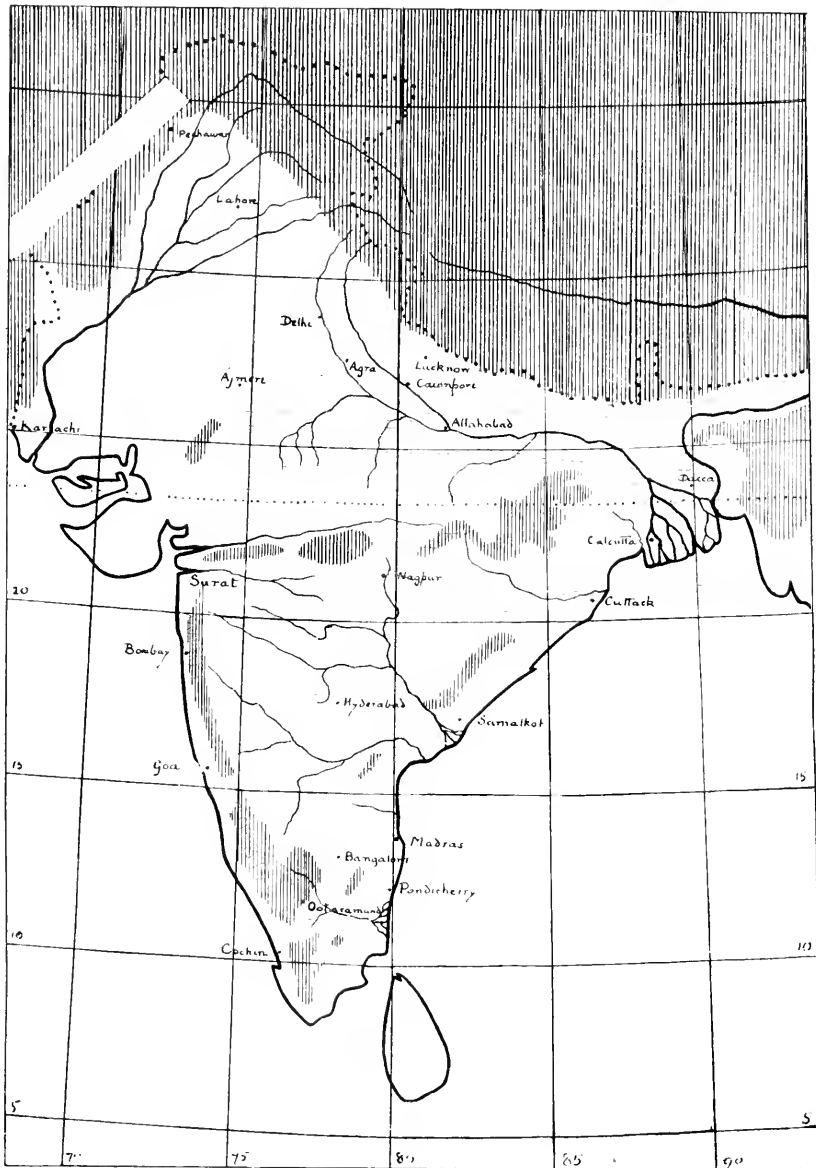 Peshawar
Lahore
Delhi
Ajmere
Agra
Lucknow
Cawnpore
Allahabad
Karachi
Dacca
Calcutta
Surat
Nagpur
20
Cuttack
Bombay
Hyderabad
Samalkot
Goa
15
15
Madras
Bangalore
Pondicherry
Ootacamund
10
Cochin
10
5
5
75
80
85
90